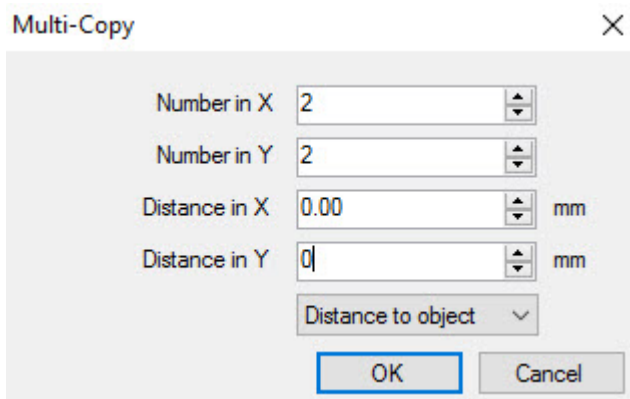 Multi-Copy
Number in X 2
Number in Y 2
Distance in X 0.00 mm
Distance in Y 0 mm
Distance to object
OK Cancel